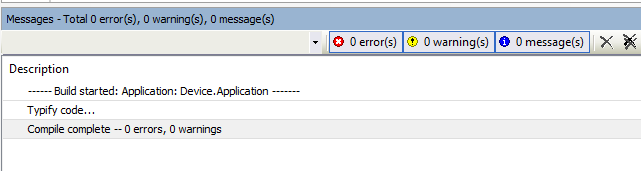 Messages - Total 0 error(s), 0 warning(s), 0 message(s)
0 error(s) 0 warning(s) 0 message(s)
Description
------ Build started: Application: Device.Application -------
Typify code...
Compile complete -- 0 errors, 0 warnings